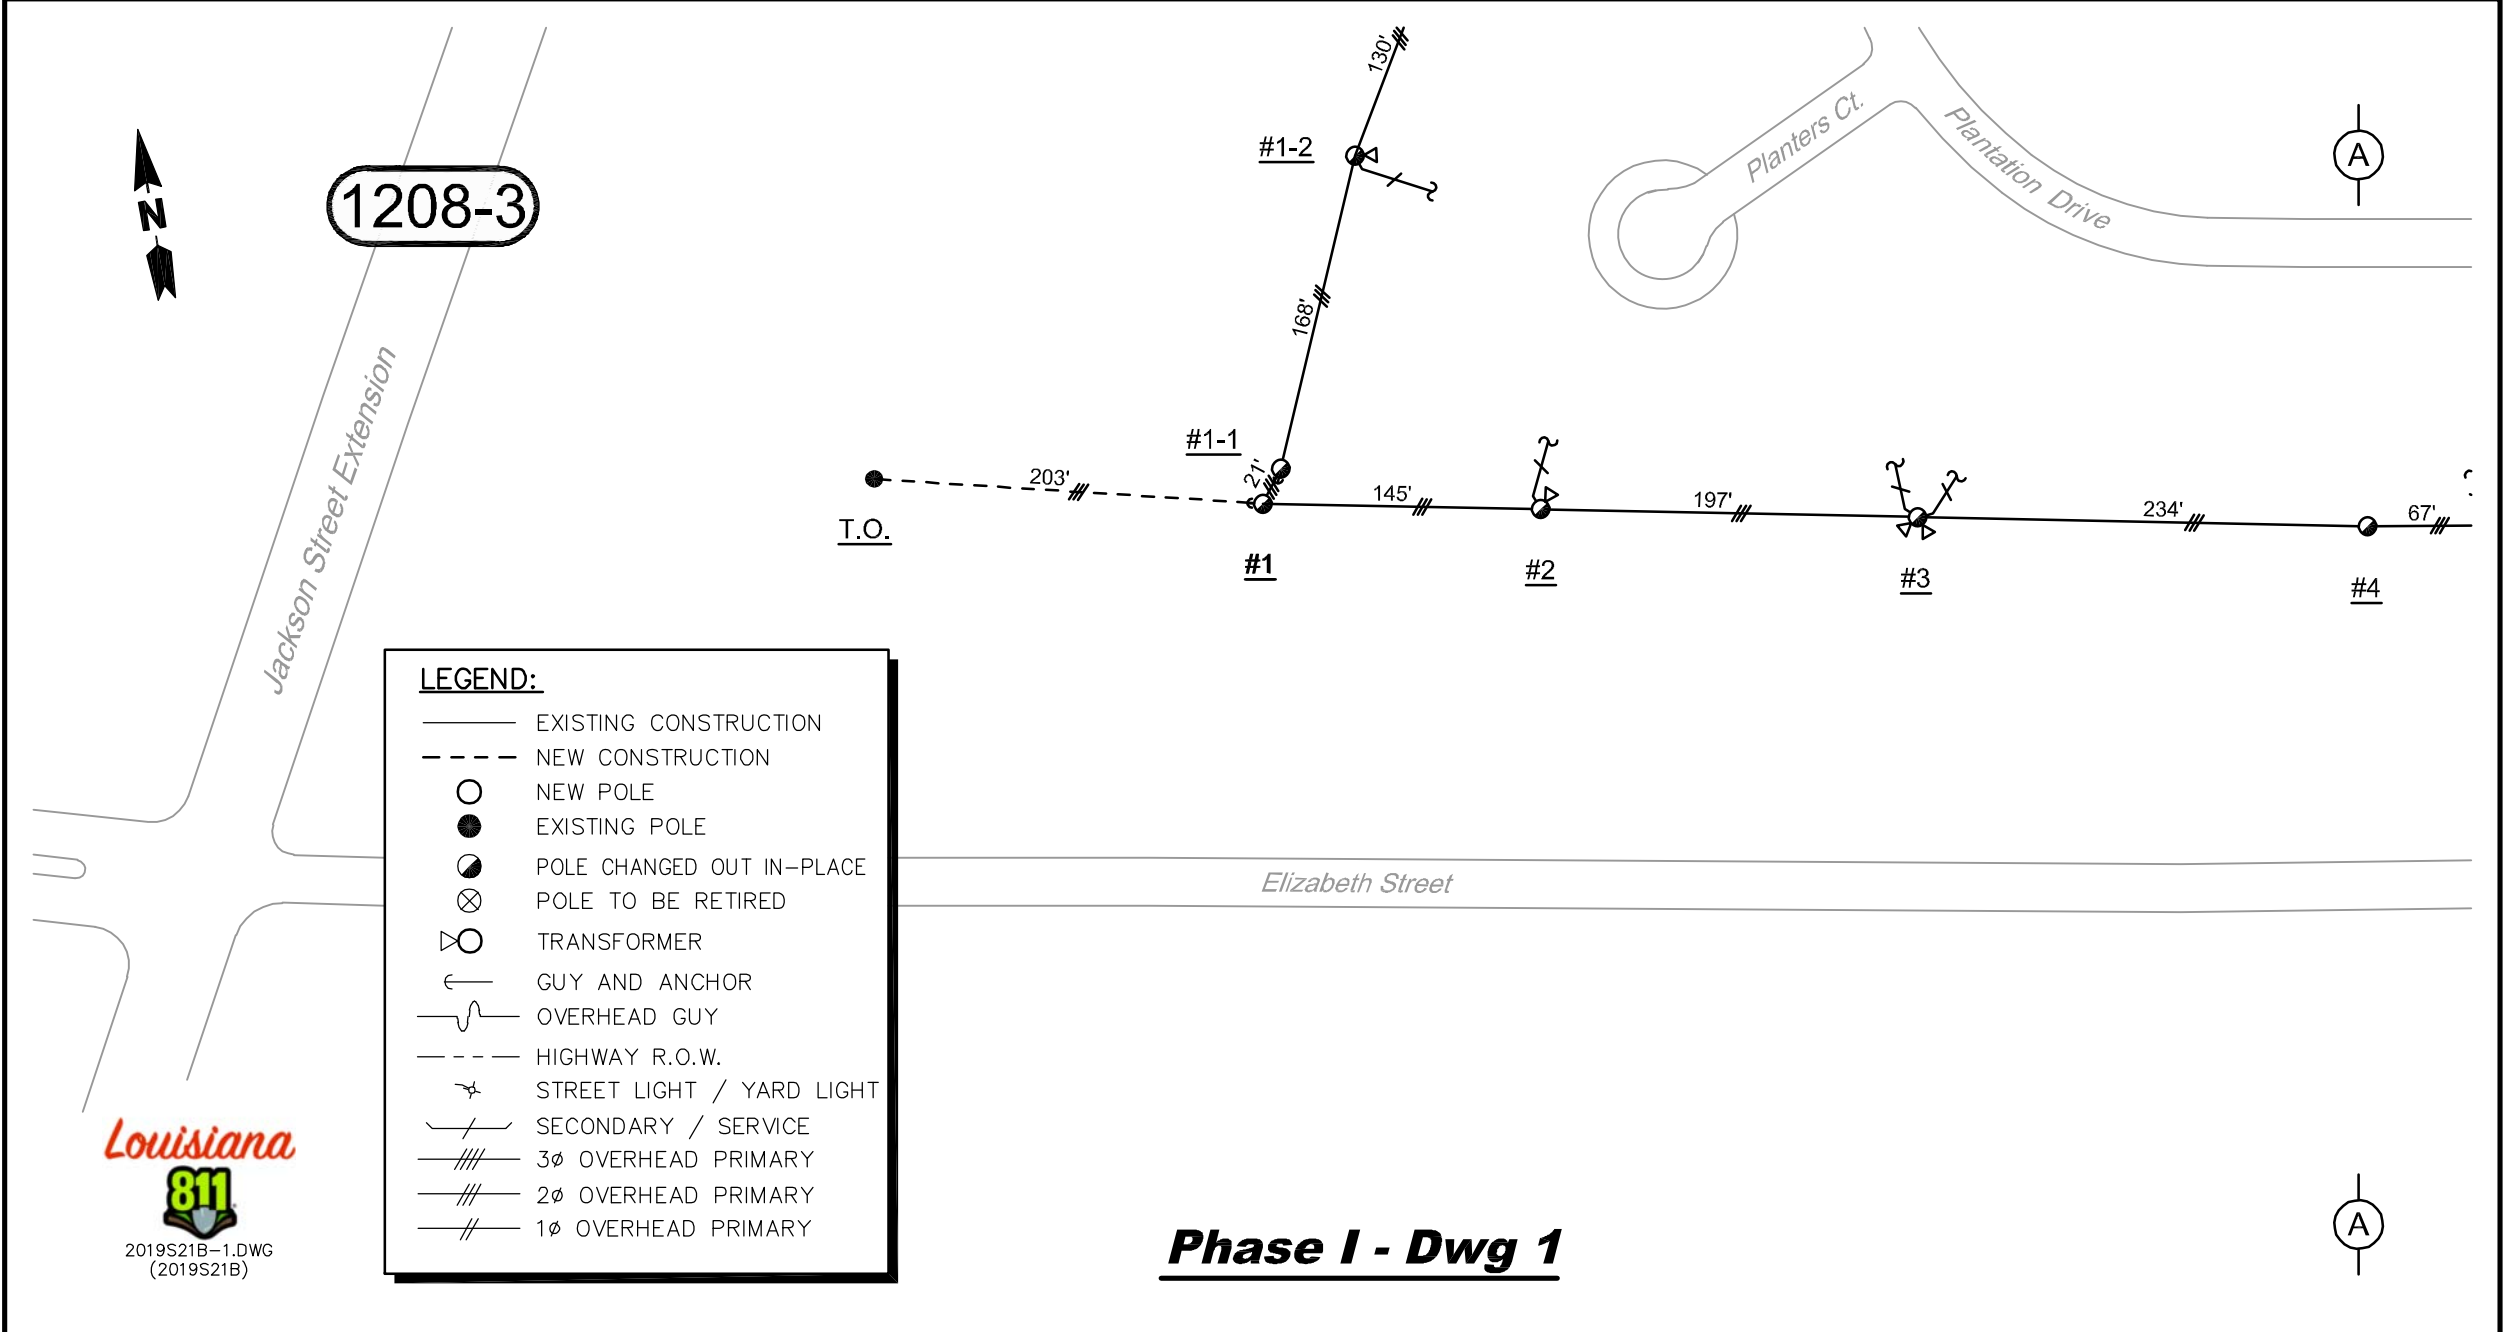 130'
#1-2
Planters Ct.
Plantation Drive
A
N
1208-3
168'
Jackson Street Extension
#1-1
21'
203'
145'
197'
234'
67'
T.O.
#1
#2
#3
#4
LEGEND:
EXISTING CONSTRUCTION
NEW CONSTRUCTION
NEW POLE
EXISTING POLE
POLE CHANGED OUT IN-PLACE
POLE TO BE RETIRED
TRANSFORMER
GUY AND ANCHOR
OVERHEAD GUY
HIGHWAY R.O.W.
STREET LIGHT / YARD LIGHT
SECONDARY / SERVICE
3ø OVERHEAD PRIMARY
2ø OVERHEAD PRIMARY
1ø OVERHEAD PRIMARY
Elizabeth Street
Louisiana
811
2019S21B-1.DWG
(2019S21B)
Phase I - Dwg 1
A